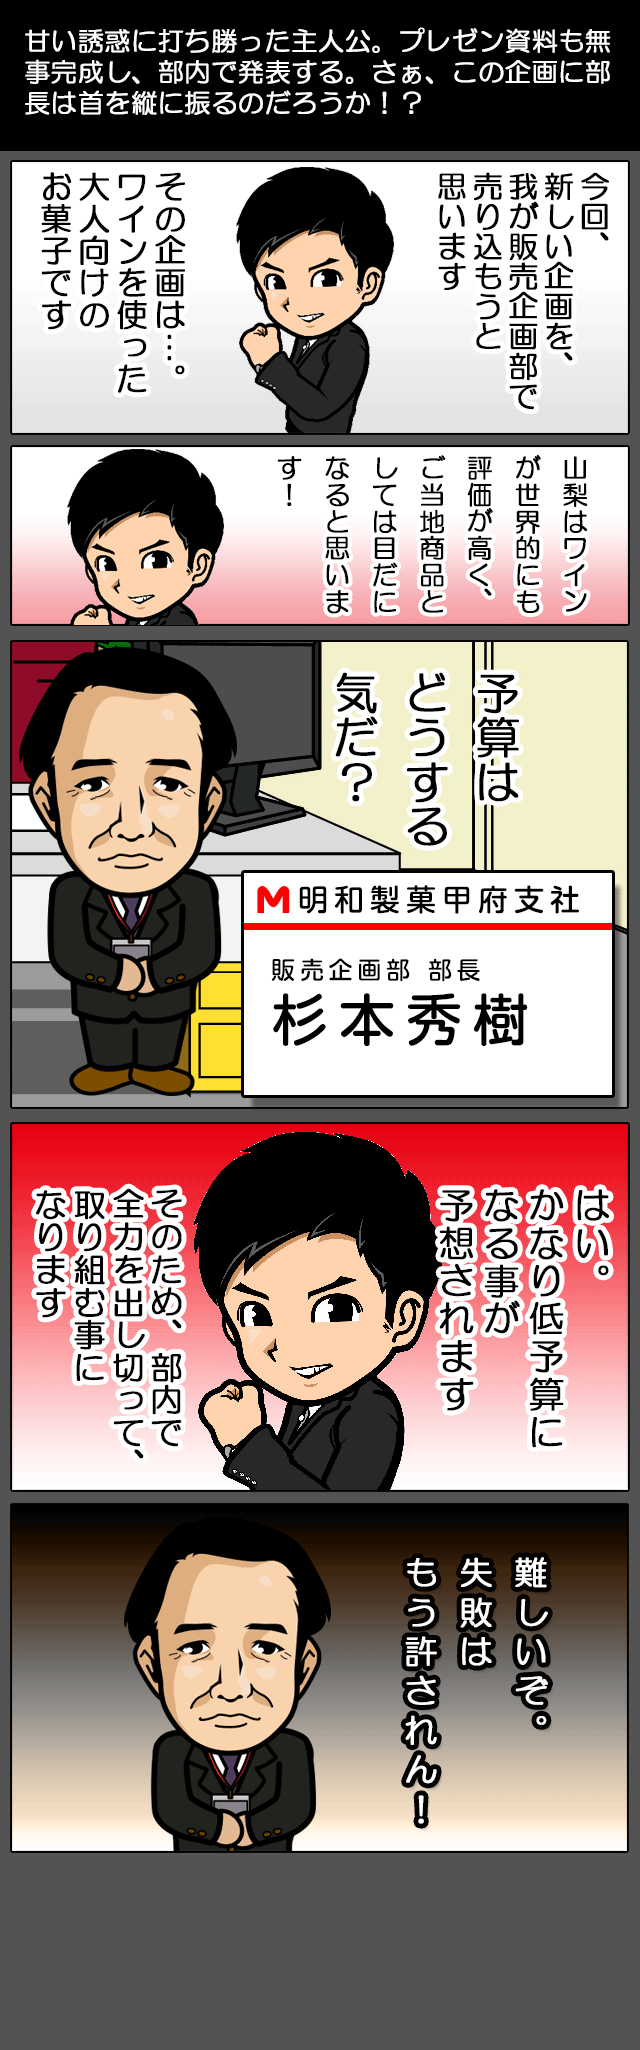 甘い誘惑に打ち勝った主人公。プレゼン資料も無
事完成し、部内で発表する。さぁ、この企画に部
長は首を縦に振るのだろうか！？
今回、
新しい企画を、
我が販売企画部で
売り込もうと
思います
その企画は…。
ワインを使った
大人向けの
お菓子です
山梨はワイン
が世界的にも
評価が高く、
ご当地商品と
しては目だに
なると思いま
す！
予算は
どうする
気だ？
M明和製菓甲府支社
販売企画部 部長
杉本秀樹
はい。
かなり低予算に
なる事が
予想されます
そのため、部内で
全力を出し切って、
取り組む事に
なります
難しいぞ。
失敗は
もう許されん！